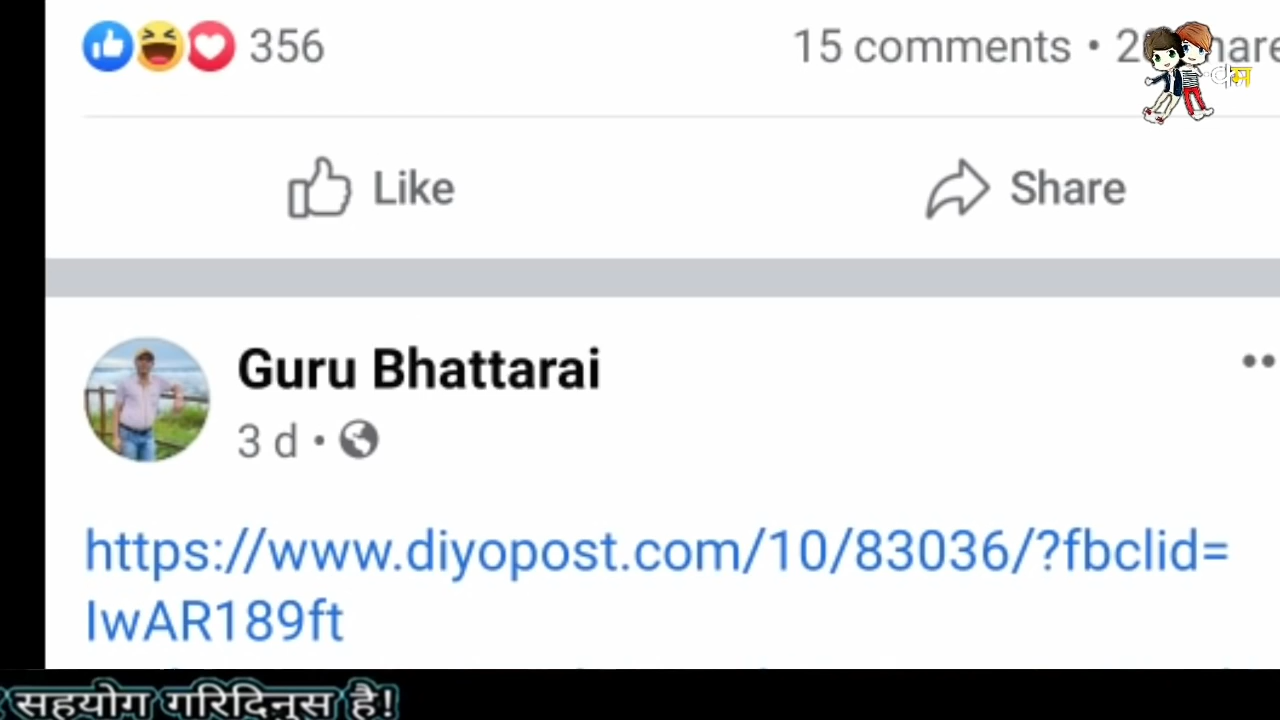 356
15 comments •
Like
Share
Guru Bhattarai
3 d •
https://www.diyopost.com/10/83036/?fbclid=
IwAR189ft
सहयोग गरिदिनुस है!